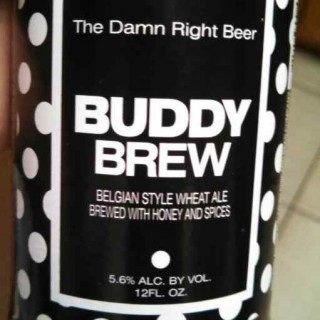 The Damn Right Beer
BUDDY
BREW
BELGIAN STYLE WHEAT ALE
BREWED WITH HONEY AND SPICES
5.6% ALC. BY VOL.
12FL. OZ.